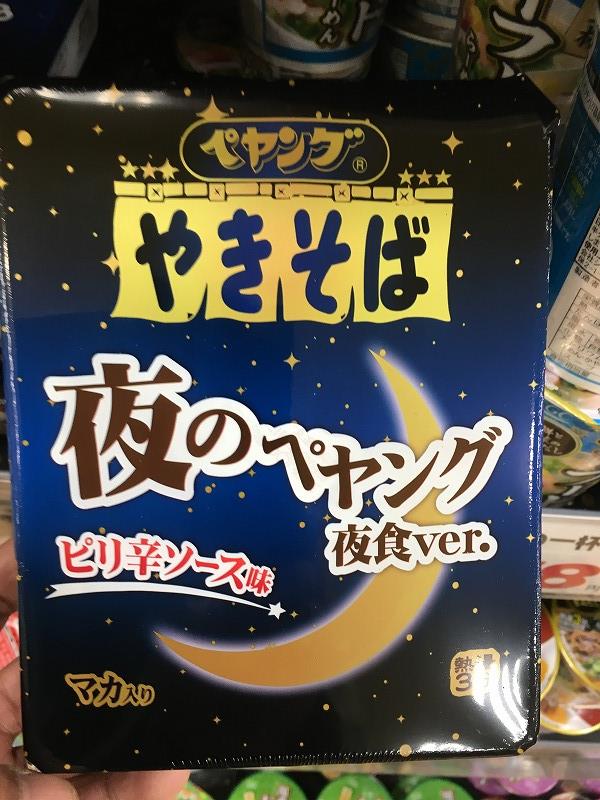 ペヤング®
やきそば
夜のペヤング
夜食ver.
ピリ辛ソース味
マカ入り